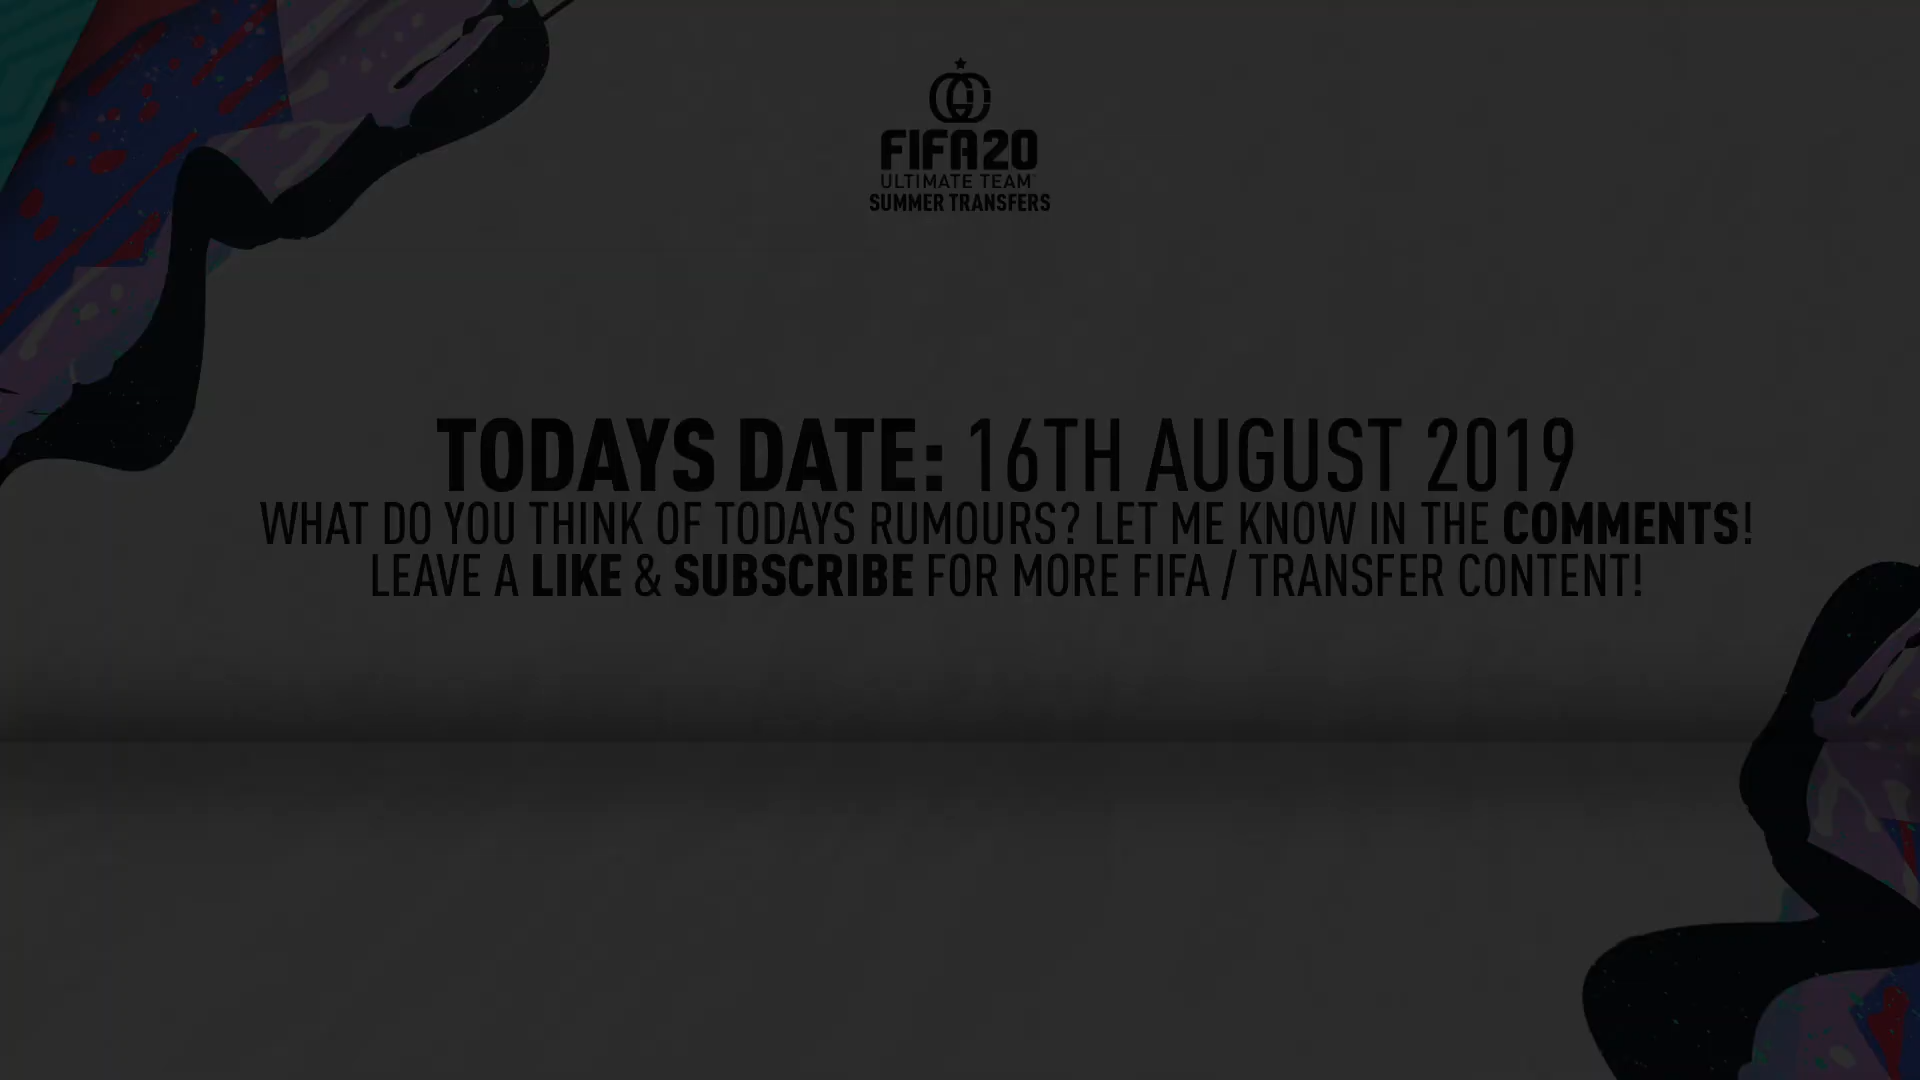 FIFA20
ULTIMATE TEAM
SUMMER TRANSFERS
TODAYS DATE: 16TH AUGUST 2019
WHAT DO YOU THINK OF TODAYS RUMOURS? LET ME KNOW IN THE COMMENTS!
LEAVE A LIKE & SUBSCRIBE FOR MORE FIFA / TRANSFER CONTENT!